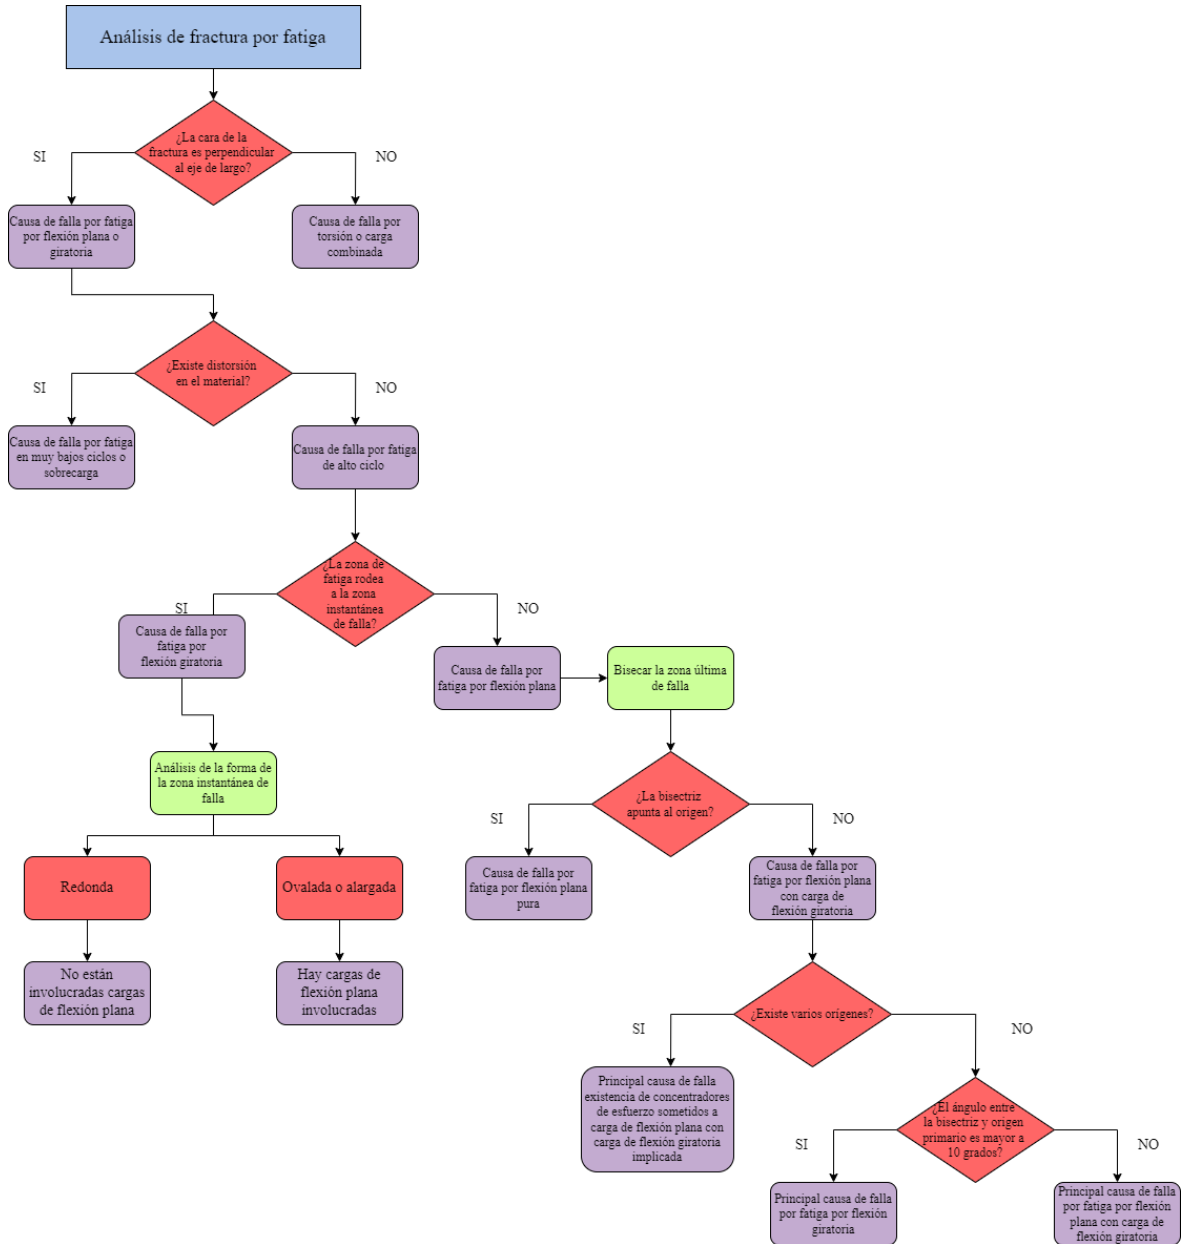 Análisis de fractura por fatiga
¿La cara de la
fractura es perpendicular
al eje de largo?
SI
NO
Causa de falla por fatiga
por flexión plana o
giratoria
Causa de falla por
torsión o carga
combinada
¿Existe distorsión
en el material?
SI
NO
Causa de falla por fatiga
en muy bajos ciclos o
sobrecarga
Causa de falla por fatiga
de alto ciclo
¿La zona de
fatiga rodea
a la zona
instantánea
de falla?
SI
NO
Causa de falla por
fatiga por
flexión giratoria
Causa de falla por
fatiga por flexión plana
Bisecar la zona última
de falla
Análisis de la forma de
la zona instantánea de
falla
¿La bisectriz
apunta al origen?
SI
NO
Redonda
Ovalada o alargada
Causa de falla por
fatiga por flexión plana
pura
Causa de falla por
fatiga por flexión plana
con carga de
flexión giratoria
No están
involucradas cargas
de flexión plana
Hay cargas de
flexión plana
involucradas
¿Existe varios orígenes?
SI
NO
Principal causa de falla
existencia de concentradores
de esfuerzo sometidos a
carga de flexión plana con
carga de flexión giratoria
implicada
¿El ángulo entre
la bisectriz y origen
primario es mayor a
10 grados?
SI
NO
Principal causa de falla
por fatiga por flexión
giratoria
Principal causa de falla
por fatiga por flexión
plana con carga de
flexión giratoria